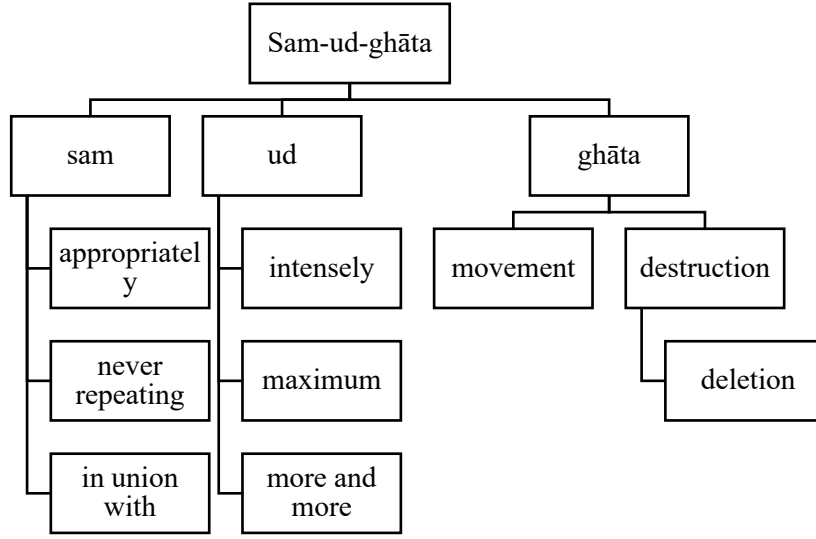 Sam-ud-ghāta
sam
ud
ghāta
appropriatel
y
intensely
movement
destruction
never
repeating
maximum
deletion
in union
with
more and
more